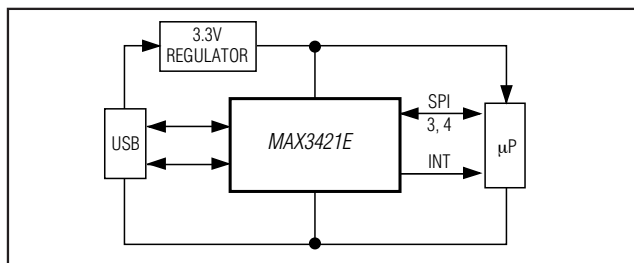 3.3V
REGULATOR
USB
MAX3421E
SPI
3, 4
INT
μP